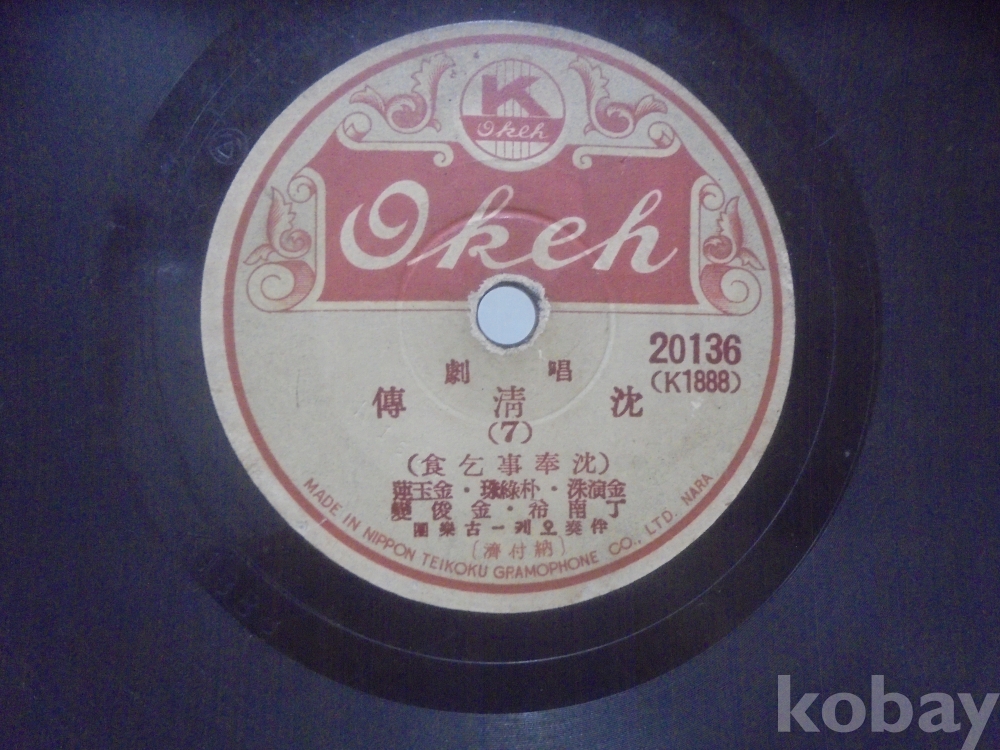 K
Okeh
Okeh
20136
(K1888)
唱劇
沈清傳
(7)
(沈奉事乞食)
金演洙・朴綠珠・金玉蓮
丁南希・金俊燮
伴奏오케ー古樂團
[納付濟]
MADE IN NIPPON TEIKOKU GRAMOPHONE CO., LTD. NARA
kobay